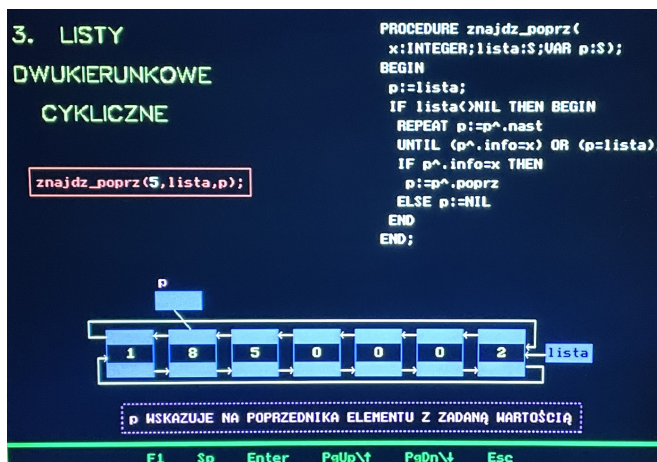 3. LISTY
DWUKIERUNKOWE
CYKLICZNE
znajdz_poprz(5,lista,p);
PROCEDURE znajdz_poprz(
x:INTEGER;lista:S;VAR p:S);
BEGIN
p:=lista;
IF lista<>NIL THEN BEGIN
REPEAT p:=p^.nast
UNTIL (p^.info=x) OR (p=lista)
IF p^.info=x THEN
p:=p^.poprz
ELSE p:=NIL
END
END;
p
1 8 5 0 0 0 2 lista
p WSKAZUJE NA POPRZEDNIKA ELEMENTU Z ZADANĄ WARTOŚCIĄ
F1 Sp Enter PgUp\↑ PgDn\↓ Esc